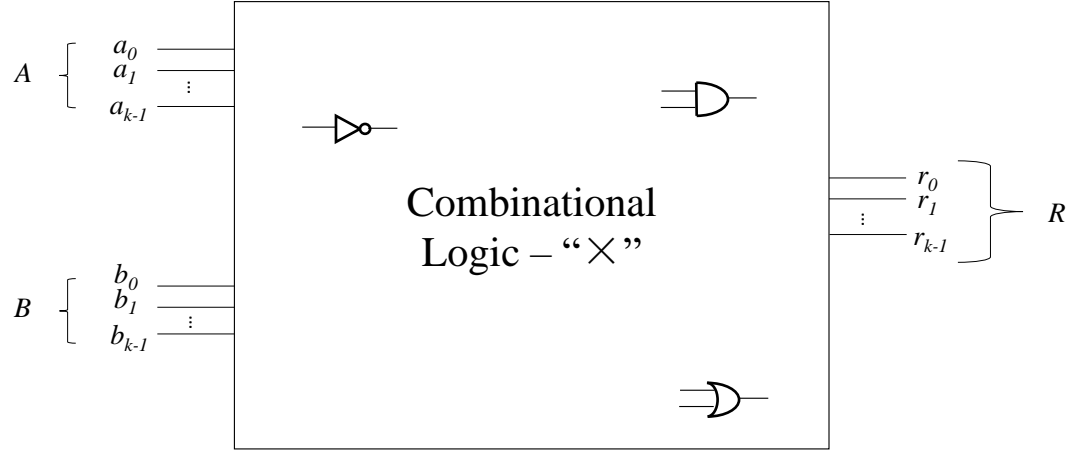 A
a0
a1
⋮
ak-1
Combinational
Logic – “×”
B
b0
b1
⋮
bk-1
r0
r1
⋮
rk-1
R